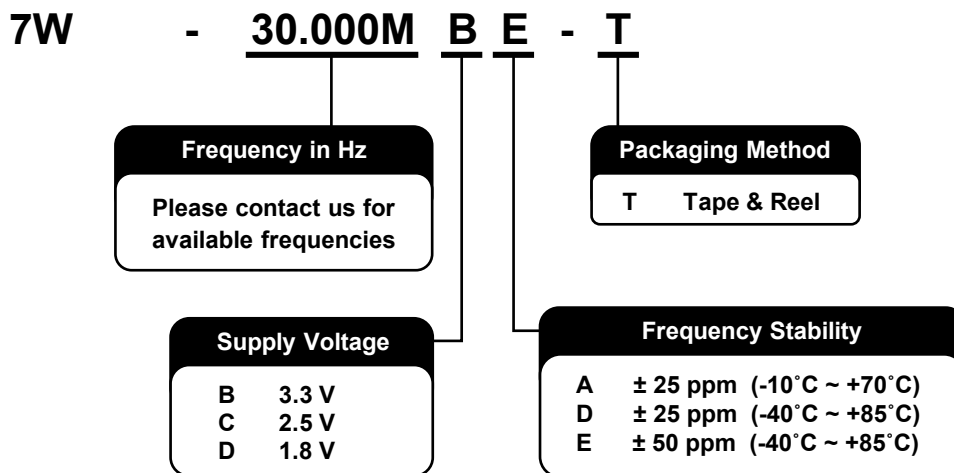 7W - 30.000M B E - T
Frequency in Hz
Please contact us for
available frequencies
Packaging Method
T Tape & Reel
Supply Voltage
B 3.3 V
C 2.5 V
D 1.8 V
Frequency Stability
A ± 25 ppm (-10˚C ~ +70˚C)
D ± 25 ppm (-40˚C ~ +85˚C)
E ± 50 ppm (-40˚C ~ +85˚C)